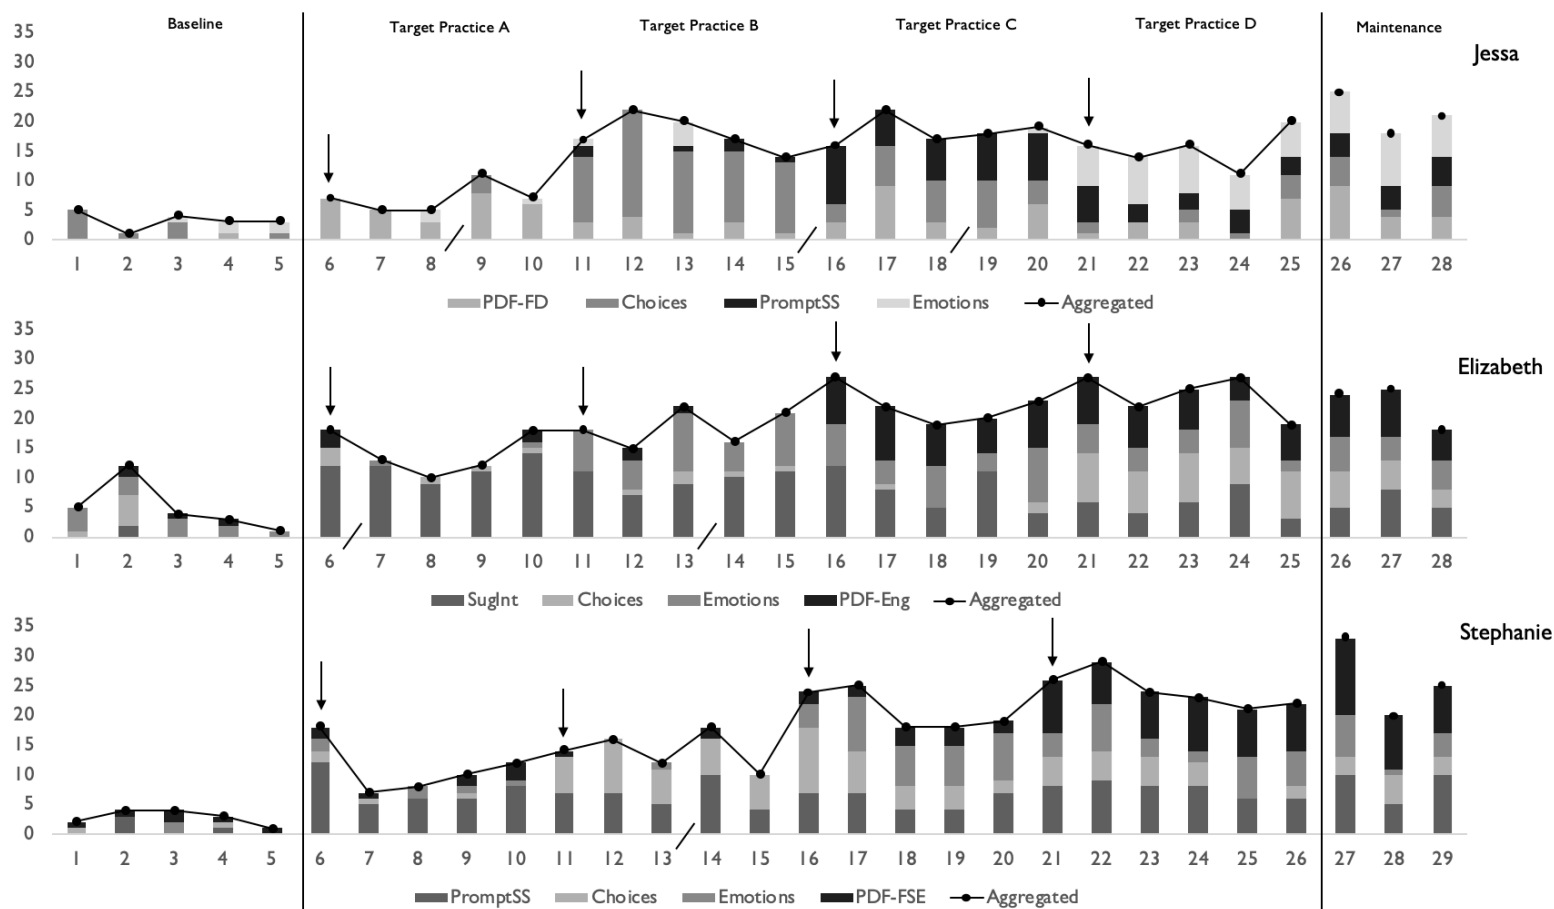 Baseline Target Practice A Target Practice B Target Practice C Target Practice D Maintenance
Jessa
35
30
25
20
15
10
5
0
1 2 3 4 5 6 7 8 9 10 11 12 13 14 15 16 17 18 19 20 21 22 23 24 25 26 27 28
PDF-FD Choices PromptSS Emotions Aggregated
Elizabeth
35
30
25
20
15
10
5
0
1 2 3 4 5 6 7 8 9 10 11 12 13 14 15 16 17 18 19 20 21 22 23 24 25 26 27 28
SugInt Choices Emotions PDF-Eng Aggregated
Stephanie
35
30
25
20
15
10
5
0
1 2 3 4 5 6 7 8 9 10 11 12 13 14 15 16 17 18 19 20 21 22 23 24 25 26 27 28 29
PromptSS Choices Emotions PDF-FSE Aggregated